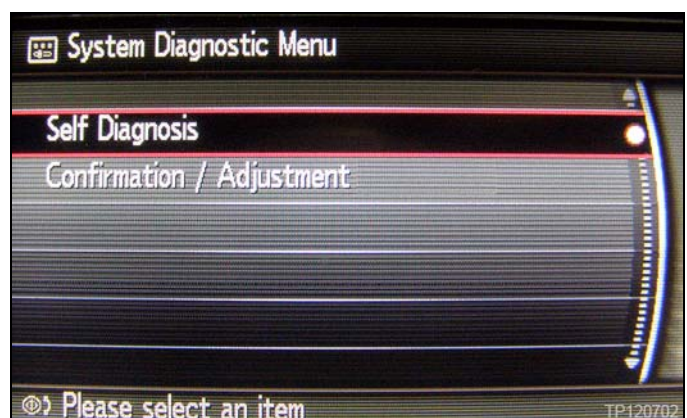 System Diagnostic Menu
Self Diagnosis
Confirmation / Adjustment
Please select an item
TP120702